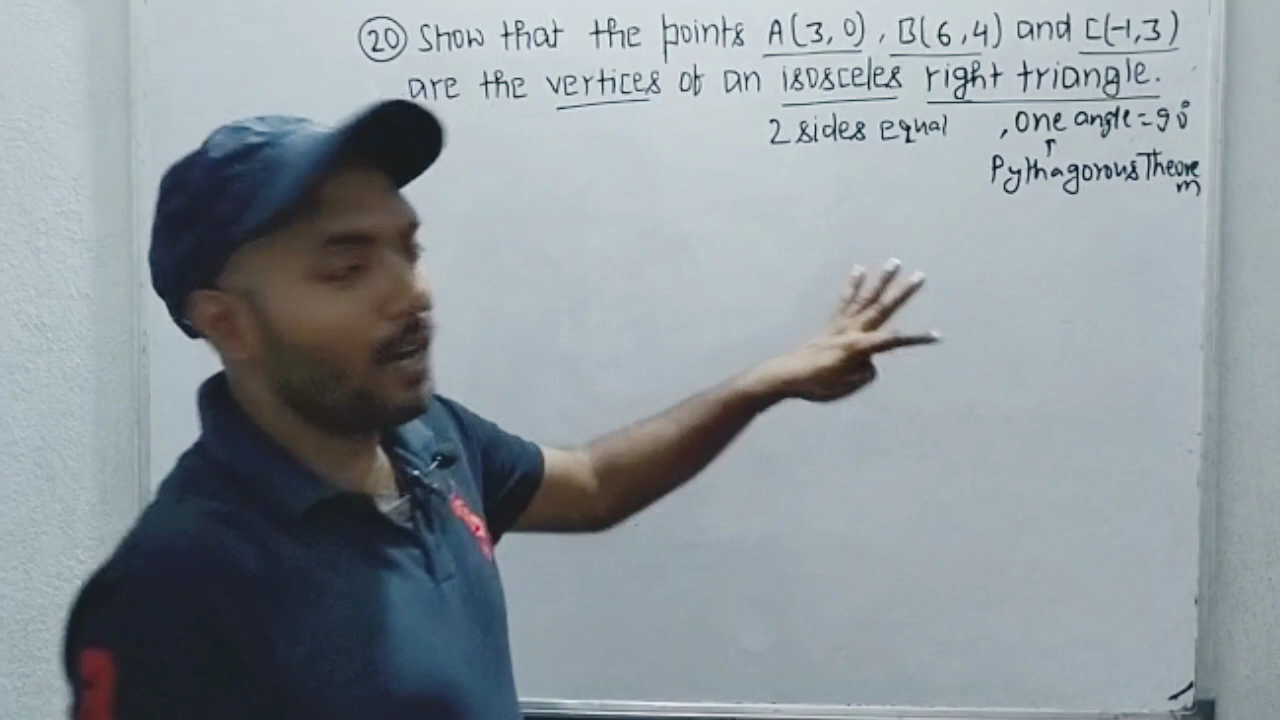 20 Show that the points A(3,0), B(6,4) and C(-1,3)
are the vertices of an isosceles right triangle.
2 sides Equal , one angle = 90°
↑
Pythagorous Theore
m